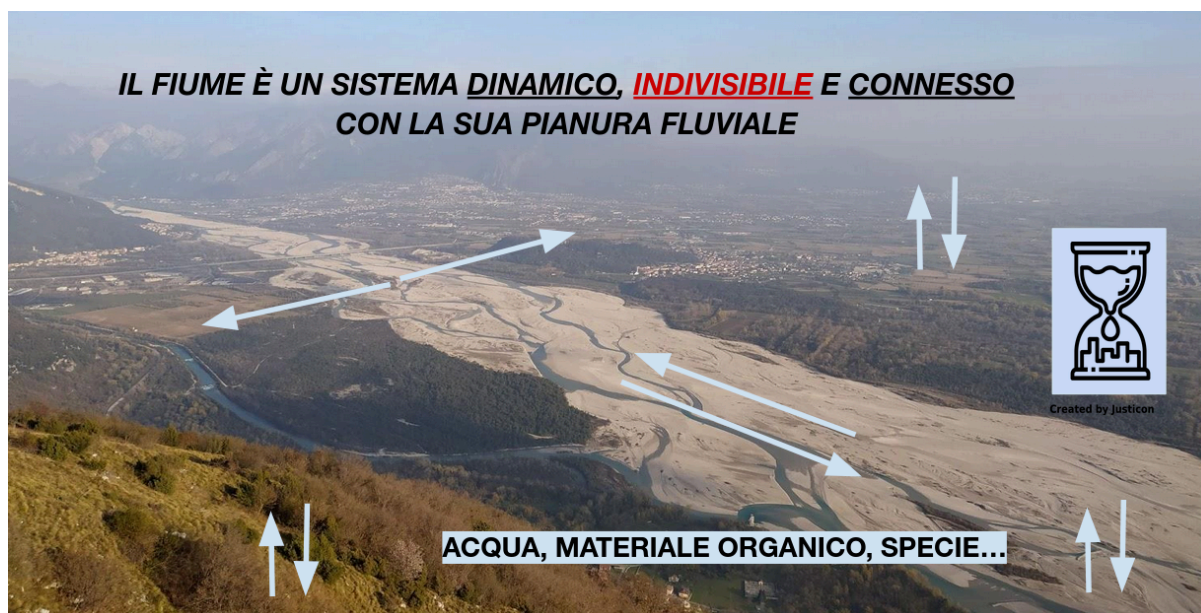 IL FIUME È UN SISTEMA DINAMICO, INDIVISIBILE E CONNESSO
CON LA SUA PIANURA FLUVIALE
Created by Justicon
ACQUA, MATERIALE ORGANICO, SPECIE…